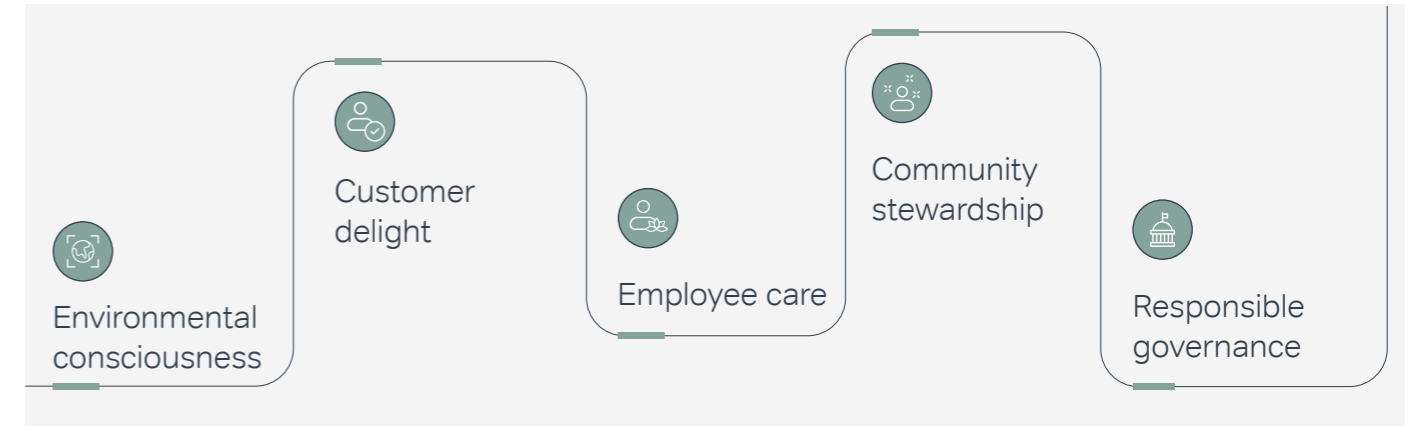 Environmental
consciousness
Customer
delight
Employee care
Community
stewardship
Responsible
governance